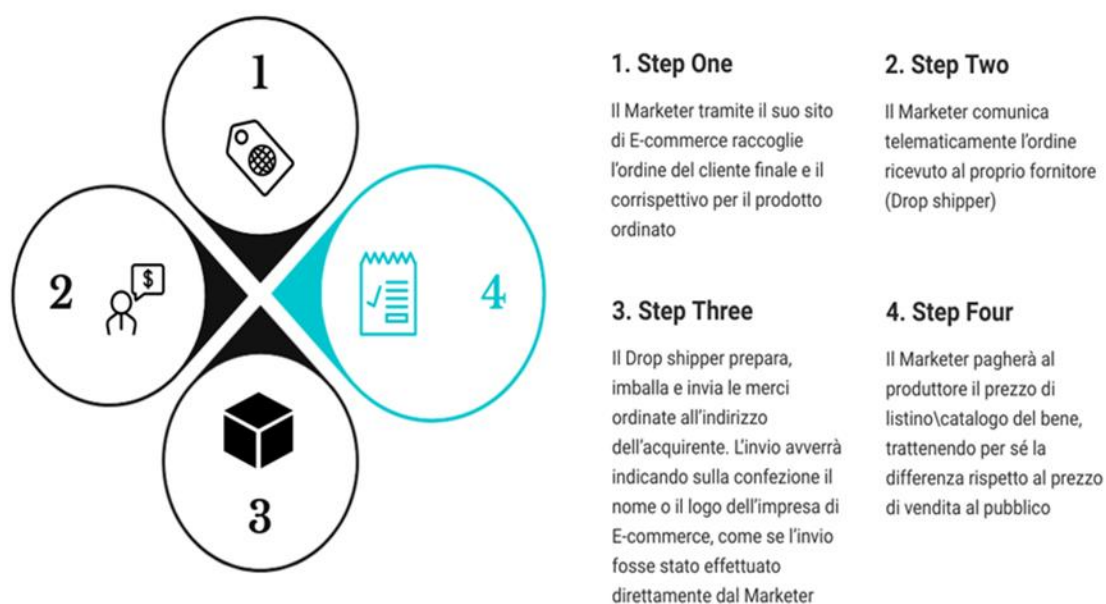 1
2
$
4
3
1. Step One
Il Marketer tramite il suo sito
di E-commerce raccoglie
l'ordine del cliente finale e il
corrispettivo per il prodotto
ordinato
2. Step Two
Il Marketer comunica
telematicamente l'ordine
ricevuto al proprio fornitore
(Drop shipper)
3. Step Three
Il Drop shipper prepara,
imballa e invia le merci
ordinate all'indirizzo
dell'acquirente. L'invio avverrà
indicando sulla confezione il
nome o il logo dell'impresa di
E-commerce, come se l'invio
fosse stato effettuato
direttamente dal Marketer
4. Step Four
Il Marketer pagherà al
produttore il prezzo di
listino\catalogo del bene,
trattenendo per sé la
differenza rispetto al prezzo
di vendita al pubblico